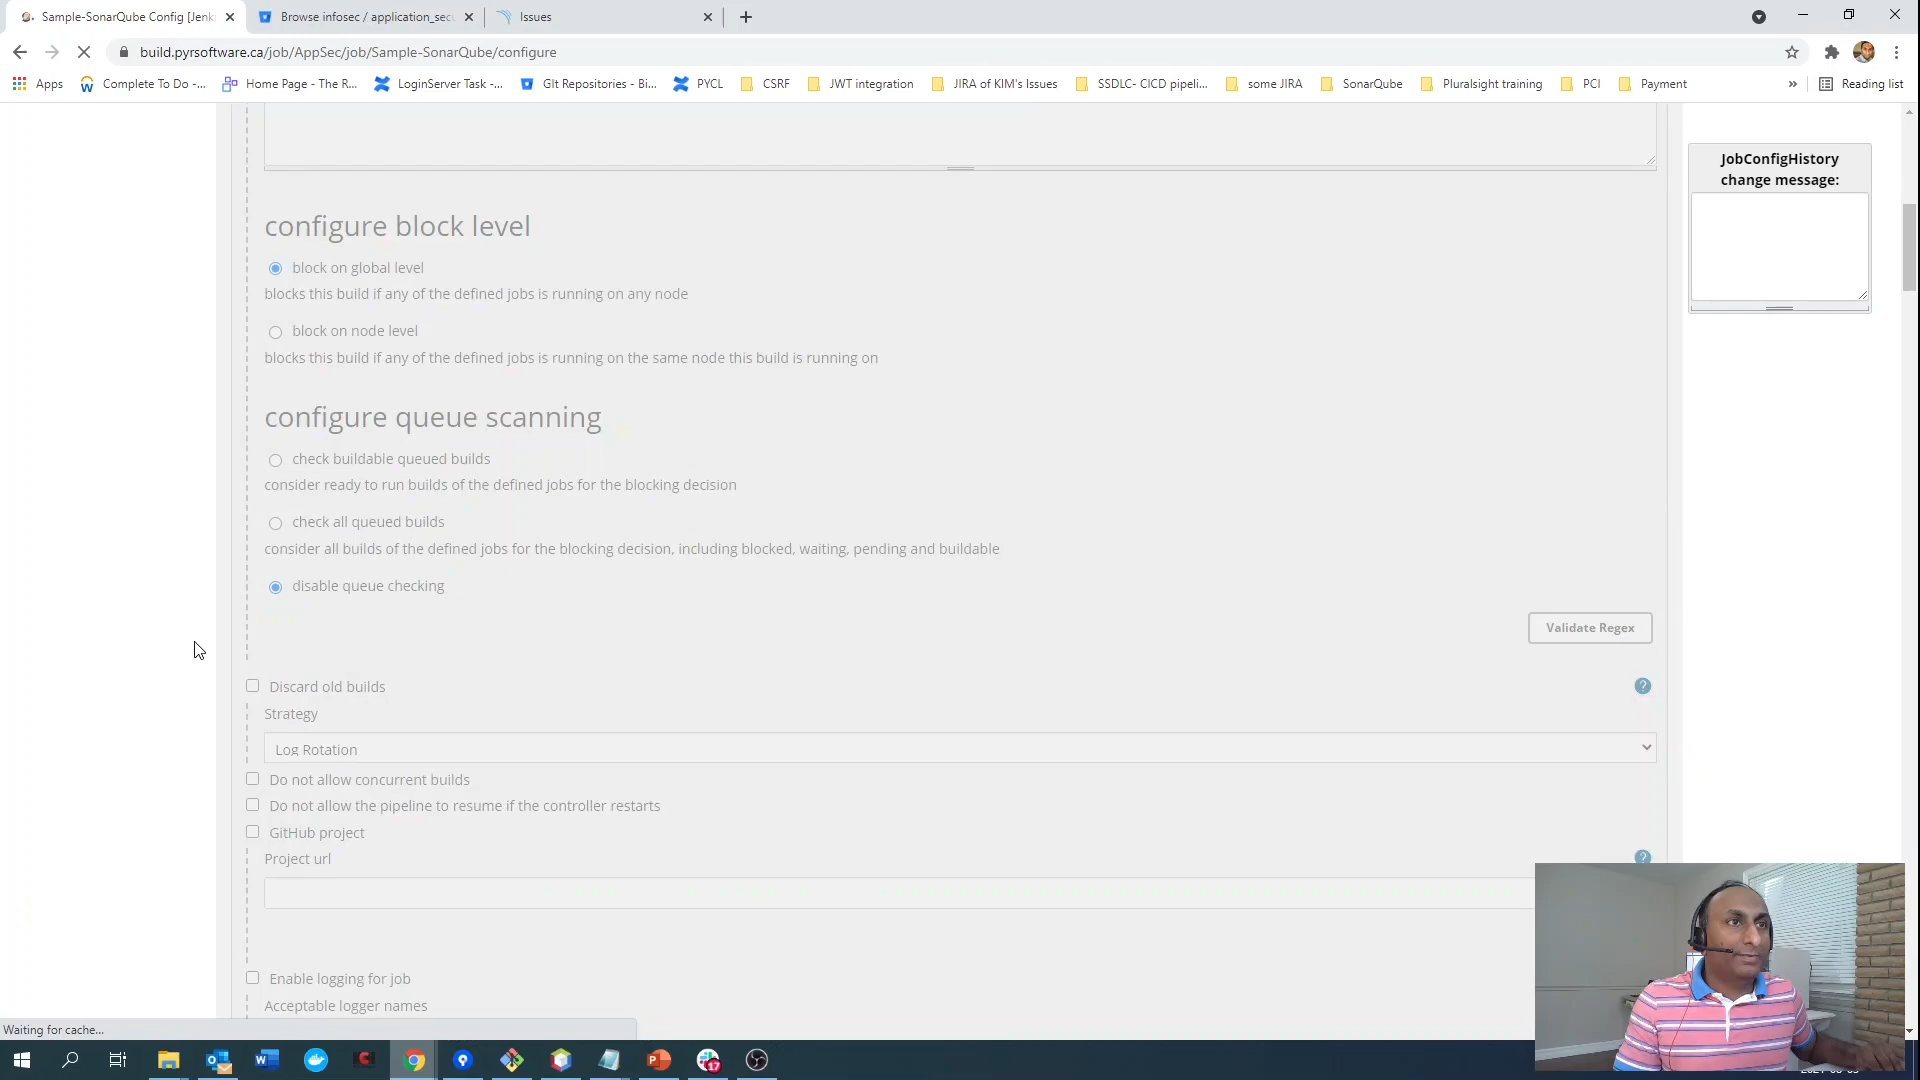 Sample-SonarQube Config [Jenk
Browse infosec / application_sec
Issues
build.pyrsoftware.ca/job/AppSec/job/Sample-SonarQube/configure
Apps
Complete To Do -...
Home Page - The R...
LoginServer Task -...
GIt Repositories - Bi...
PYCL
CSRF
JWT integration
JIRA of KIM's Issues
SSDLC- CICD pipeli...
some JIRA
SonarQube
Pluralsight training
PCI
Payment
»
Reading list
JobConfigHistory
change message:
configure block level
block on global level
blocks this build if any of the defined jobs is running on any node
block on node level
blocks this build if any of the defined jobs is running on the same node this build is running on
configure queue scanning
check buildable queued builds
consider ready to run builds of the defined jobs for the blocking decision
check all queued builds
consider all builds of the defined jobs for the blocking decision, including blocked, waiting, pending and buildable
disable queue checking
Validate Regex
Discard old builds
?
Strategy
Log Rotation
Do not allow concurrent builds
Do not allow the pipeline to resume if the controller restarts
GitHub project
Project url
?
Enable logging for job
Acceptable logger names
Waiting for cache...
17